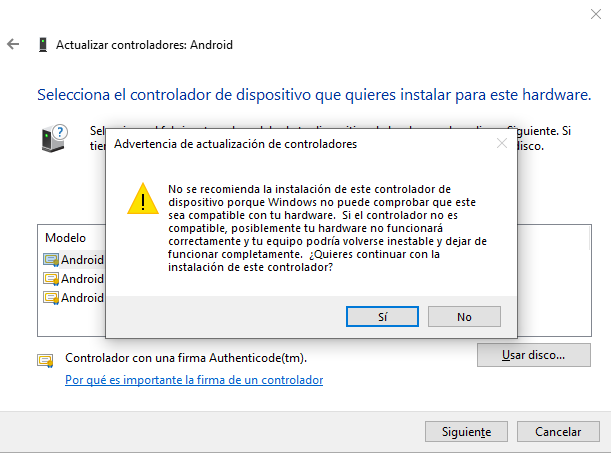 Actualizar controladores: Android
Selecciona el controlador de dispositivo que quieres instalar para este hardware.
Siguiente. Si
disco.
Advertencia de actualización de controladores
No se recomienda la instalación de este controlador de
dispositivo porque Windows no puede comprobar que este
sea compatible con tu hardware. Si el controlador no es
compatible, posiblemente tu hardware no funcionará
correctamente y tu equipo podría volverse inestable y dejar de
funcionar completamente. ¿Quieres continuar con la
instalación de este controlador?
Sí
No
Modelo
Android
Android
Android
Controlador con una firma Authenticode(tm).
Usar disco...
Por qué es importante la firma de un controlador
Siguiente
Cancelar